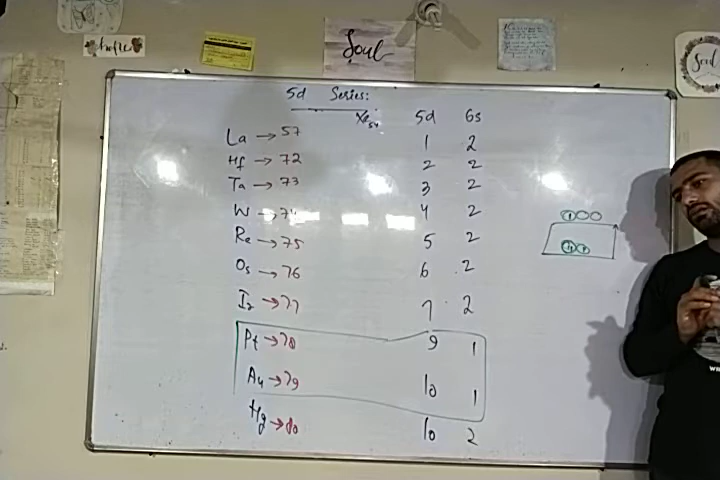 Soul
Soul
5d Series:
Xe54 5d 6s
La → 57 1 2
Hf → 72 2 2
Ta → 73 3 2
W → 74 4 2
Re → 75 5 2
Os → 76 6 2
Ir → 77 7 2
Pt → 78 9 1
Au → 79 10 1
Hg → 80 10 2